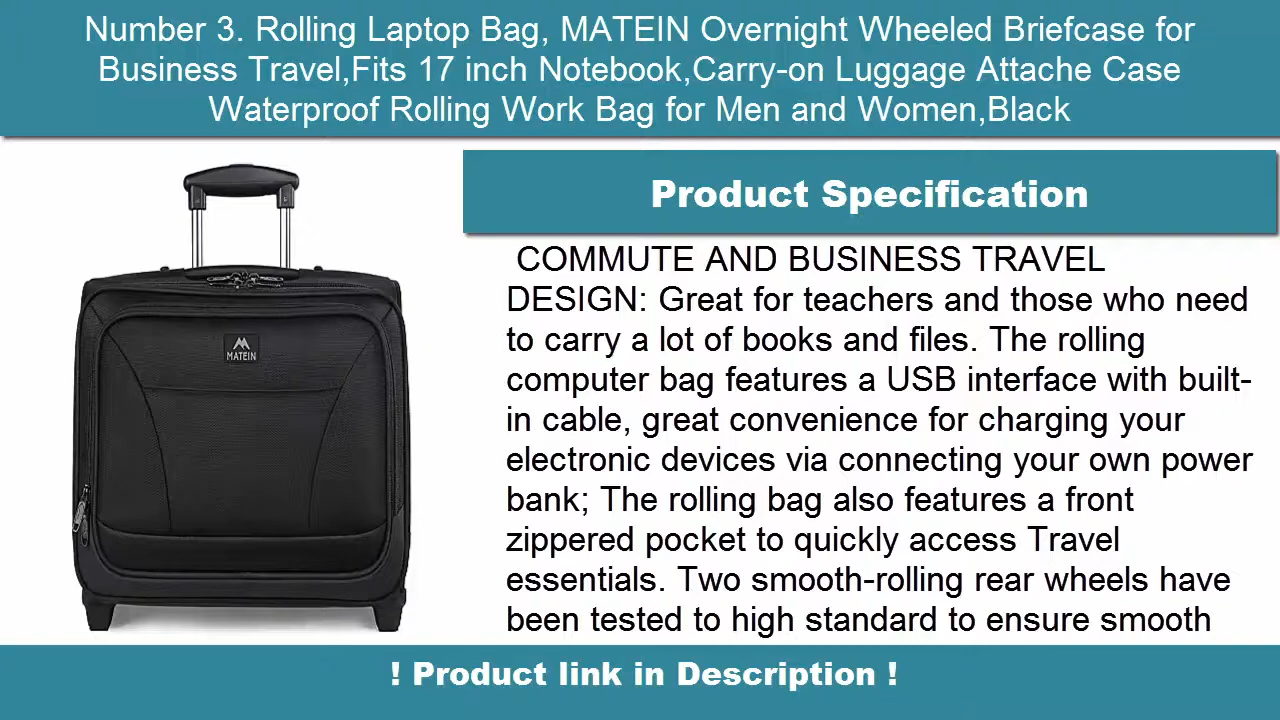 Number 3. Rolling Laptop Bag, MATEIN Overnight Wheeled Briefcase for
Business Travel,Fits 17 inch Notebook,Carry-on Luggage Attache Case
Waterproof Rolling Work Bag for Men and Women,Black
MATEIN
Product Specification
COMMUTE AND BUSINESS TRAVEL
DESIGN: Great for teachers and those who need
to carry a lot of books and files. The rolling
computer bag features a USB interface with built-
in cable, great convenience for charging your
electronic devices via connecting your own power
bank; The rolling bag also features a front
zippered pocket to quickly access Travel
essentials. Two smooth-rolling rear wheels have
been tested to high standard to ensure smooth
! Product link in Description !